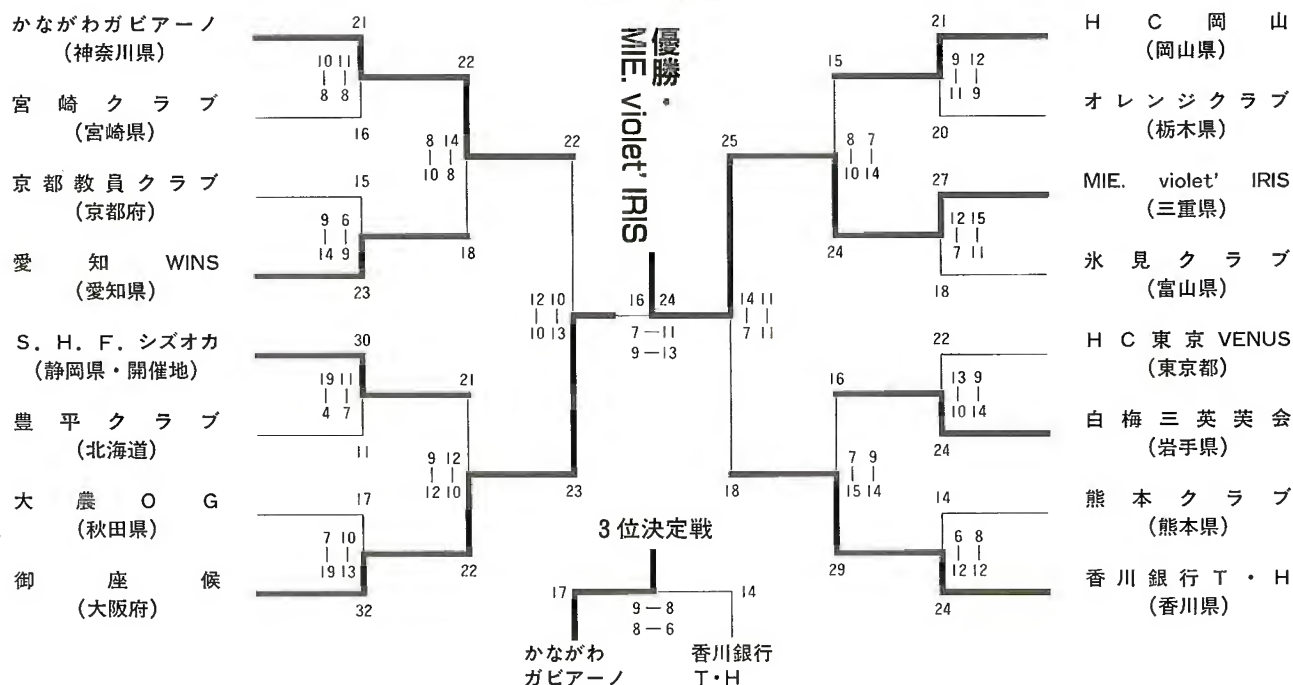 かながわガビアーノ
(神奈川県)
宮崎クラブ
(宮崎県)
京都教員クラブ
(京都府)
愛知 WINS
(愛知県)
S.H.F.シズオカ
(静岡県・開催地)
豊平クラブ
(北海道)
大農OG
(秋田県)
御座候
(大阪府)
21
10 11
8 8
16
15
9 6
14 9
23
30
19 11
4 7
11
17
7 10
19 13
32
22
8 14
10 8
18
21
9 12
12 10
22
22
12 10
10 13
23
優勝・
MIE. violet' IRIS
16 24
7—11
9—13
25
14 11
7 11
18
15
8 7
10 14
24
16
7 9
15 14
29
21
9 12
11 9
20
27
12 15
7 11
18
22
13 9
10 14
24
14
6 8
12 12
24
HC岡山
(岡山県)
オレンジクラブ
(栃木県)
MIE. violet' IRIS
(三重県)
氷見クラブ
(富山県)
HC東京VENUS
(東京都)
白梅三英芙会
(岩手県)
熊本クラブ
(熊本県)
香川銀行T・H
(香川県)
3位決定戦
17 14
9—8
8—6
かながわ
ガビアーノ
香川銀行
T・H